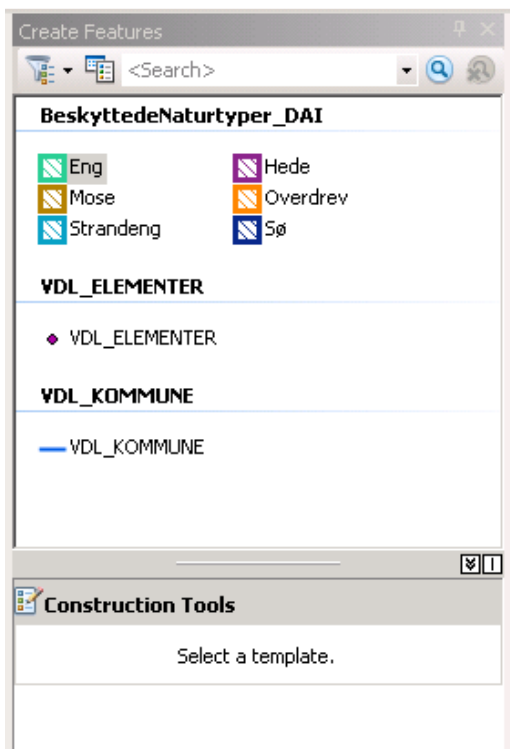 Create Features
<Search>
BeskyttedeNaturtyper_DAI
Eng Hede
Mose Overdrev
Strandeng Sø
VDL_ELEMENTER
VDL_ELEMENTER
VDL_KOMMUNE
VDL_KOMMUNE
Construction Tools
Select a template.